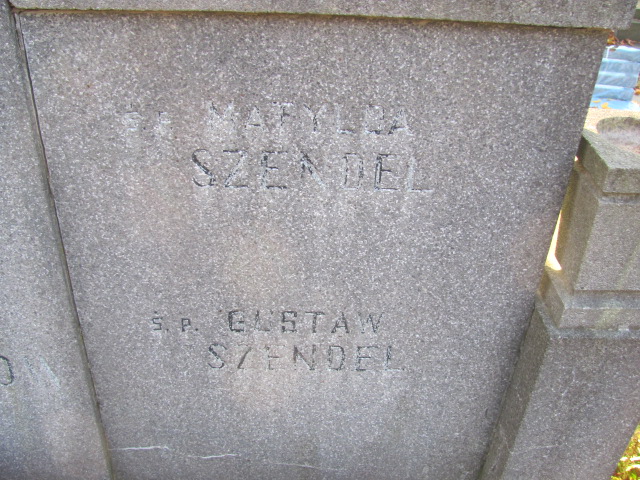 Ś.P. MATYLDA
SZENDEL
Ś.P. GUSTAW
SZENDEL